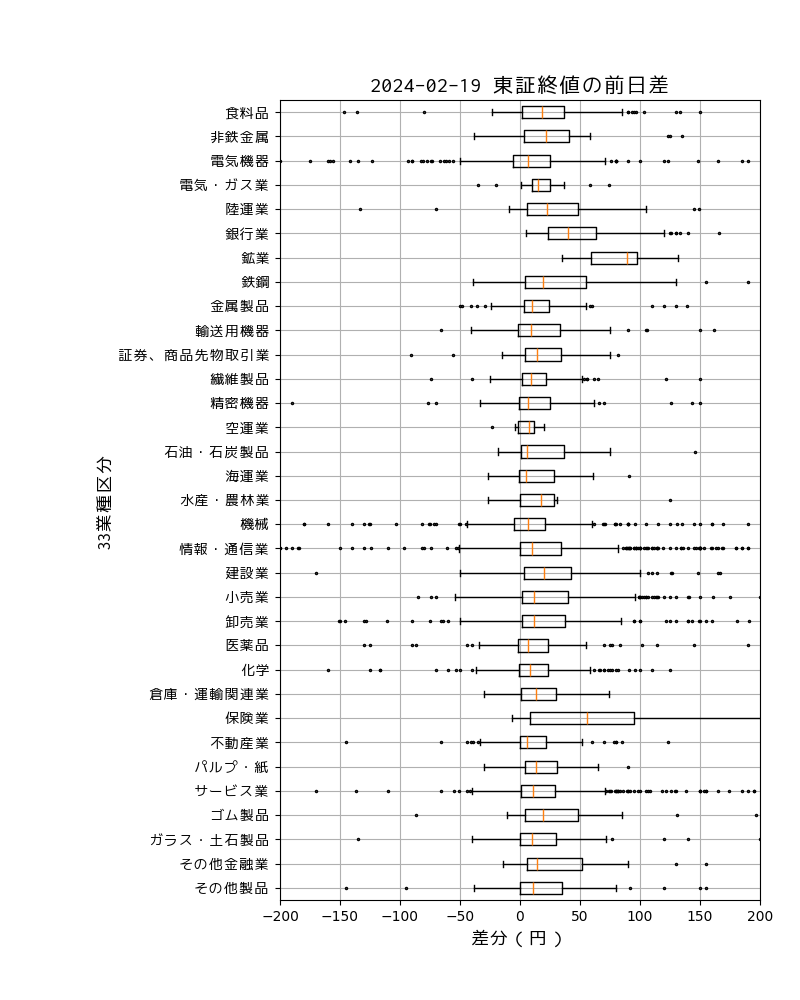 2024-02-19 東証終値の前日差
食料品
非鉄金属
電気機器
電気・ガス業
陸運業
銀行業
鉱業
鉄鋼
金属製品
輸送用機器
証券、商品先物取引業
繊維製品
精密機器
空運業
石油・石炭製品
海運業
水産・農林業
機械
情報・通信業
建設業
小売業
卸売業
医薬品
化学
倉庫・運輸関連業
保険業
不動産業
パルプ・紙
サービス業
ゴム製品
ガラス・土石製品
その他金融業
その他製品
33業種区分
−200 −150 −100 −50 0 50 100 150 200
差分（円）